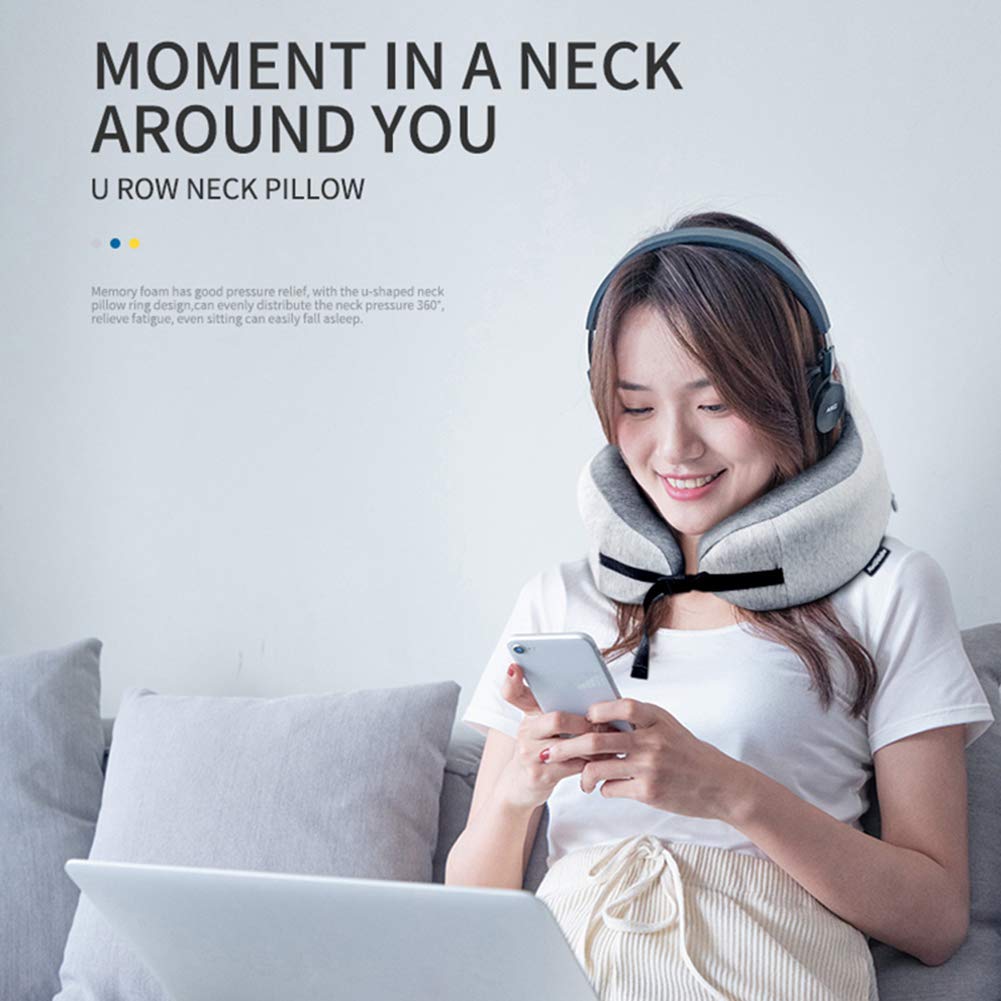 MOMENT IN A NECK
AROUND YOU
U ROW NECK PILLOW
Memory foam has good pressure relief, with the u-shaped neck
pillow ring design,can evenly distribute the neck pressure 360°,
relieve fatigue, even sitting can easily fall asleep.
AKG